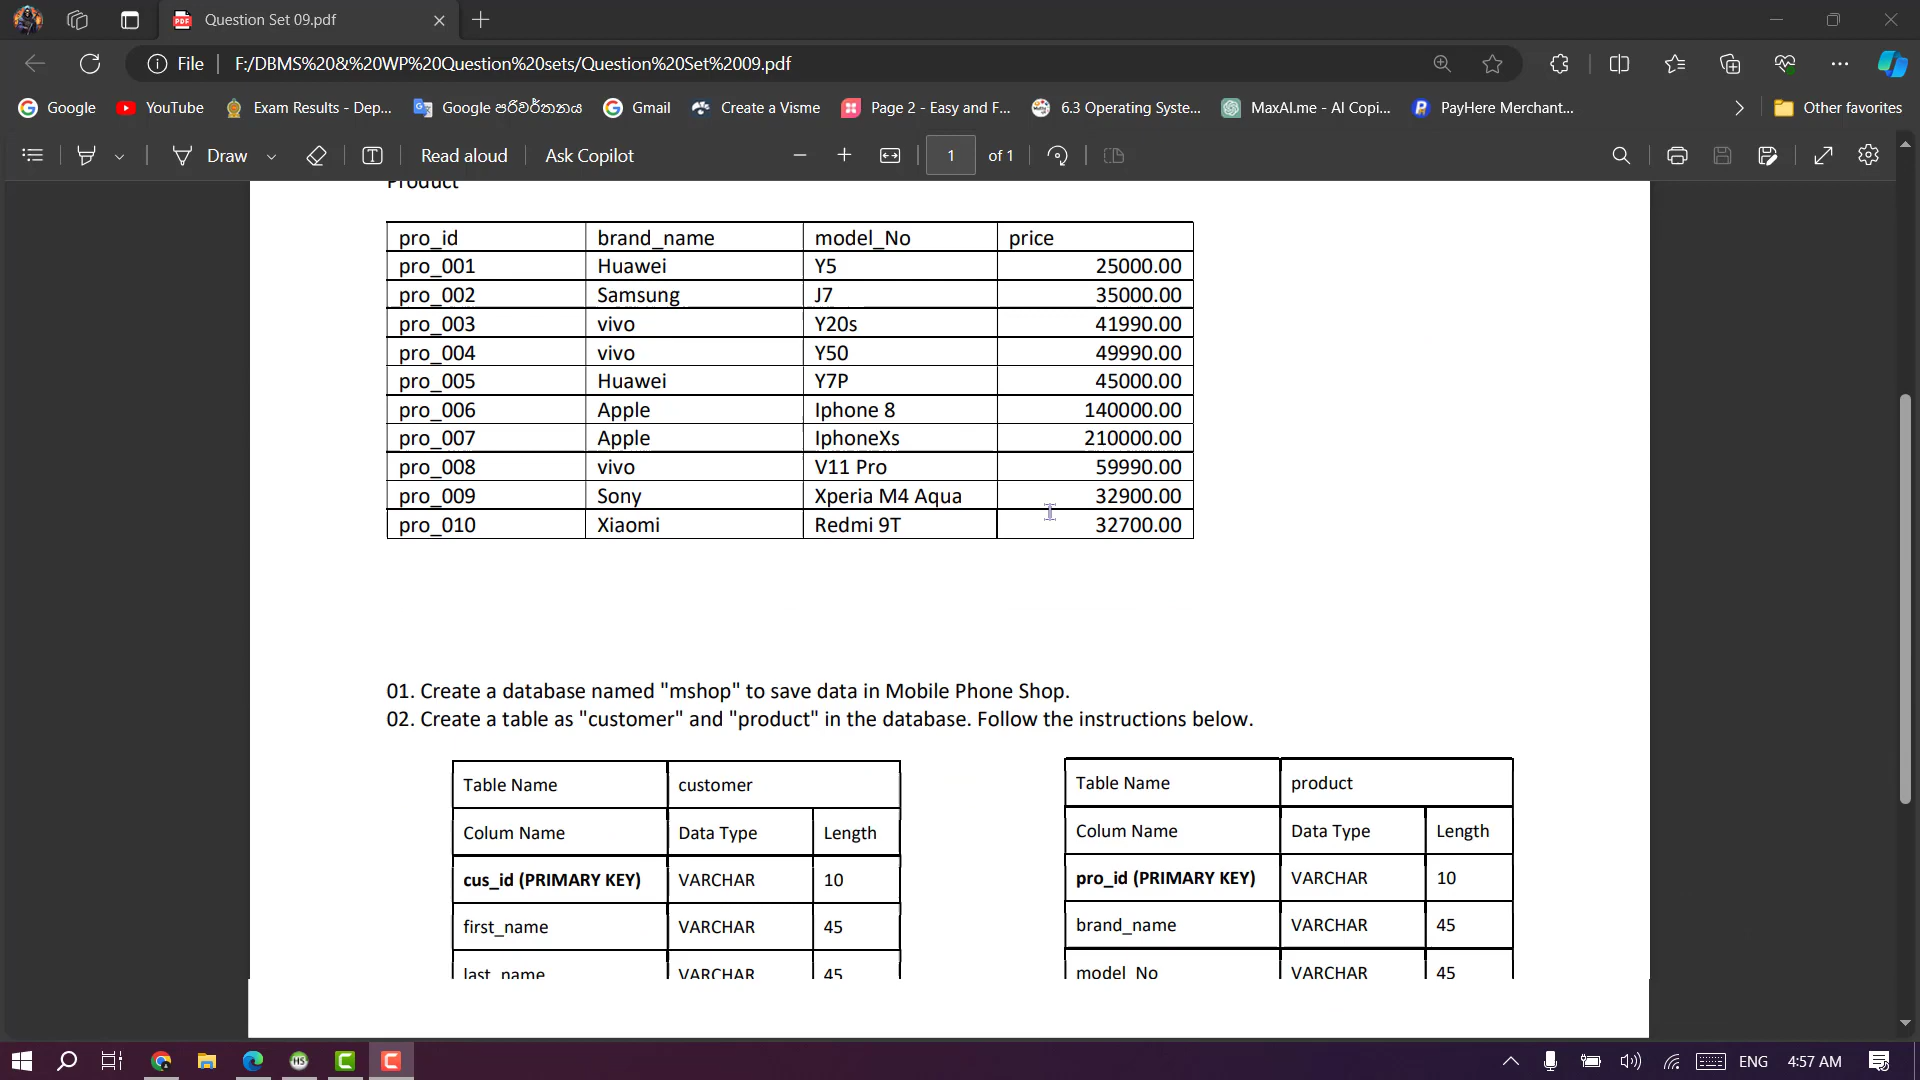 Question Set 09.pdf
File
F:/DBMS%20&%20WP%20Question%20sets/Question%20Set%2009.pdf
Google
YouTube
Exam Results - Dep...
Google පරිවර්තනය
Gmail
Create a Visme
Page 2 - Easy and F...
6.3 Operating Syste...
MaxAI.me - AI Copi...
PayHere Merchant...
Other favorites
Draw
Read aloud
Ask Copilot
1 of 1
Product
pro_id brand_name model_No price
pro_001 Huawei Y5 25000.00
pro_002 Samsung J7 35000.00
pro_003 vivo Y20s 41990.00
pro_004 vivo Y50 49990.00
pro_005 Huawei Y7P 45000.00
pro_006 Apple Iphone 8 140000.00
pro_007 Apple IphoneXs 210000.00
pro_008 vivo V11 Pro 59990.00
pro_009 Sony Xperia M4 Aqua 32900.00
pro_010 Xiaomi Redmi 9T 32700.00
01. Create a database named "mshop" to save data in Mobile Phone Shop.
02. Create a table as "customer" and "product" in the database. Follow the instructions below.
Table Name customer
Colum Name Data Type Length
cus_id (PRIMARY KEY) VARCHAR 10
first_name VARCHAR 45
last_name VARCHAR 45
Table Name product
Colum Name Data Type Length
pro_id (PRIMARY KEY) VARCHAR 10
brand_name VARCHAR 45
model_No VARCHAR 45
ENG
4:57 AM